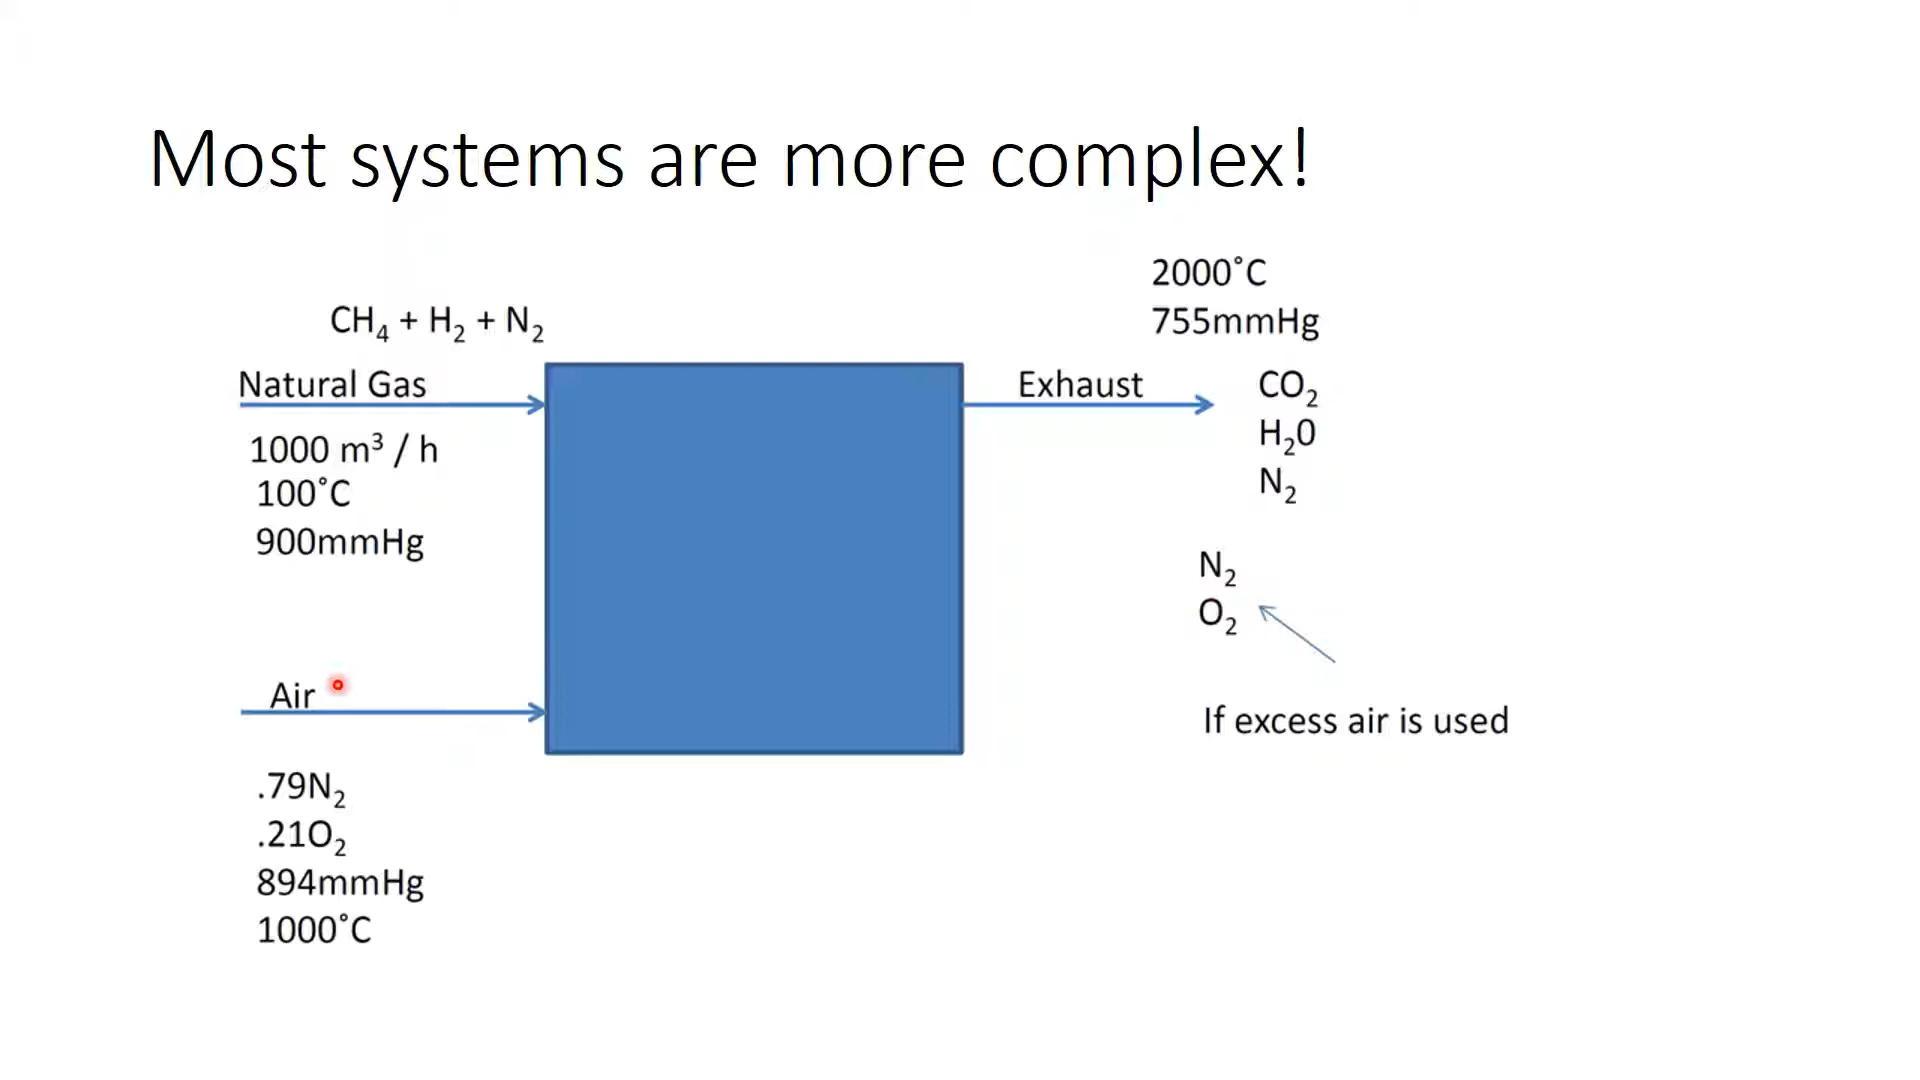 Most systems are more complex!
CH₄ + H₂ + N₂
Natural Gas
1000 m³ / h
100˚C
900mmHg
Air
.79N₂
.21O₂
894mmHg
1000˚C
2000˚C
755mmHg
Exhaust
CO₂
H₂0
N₂
N₂
O₂
If excess air is used